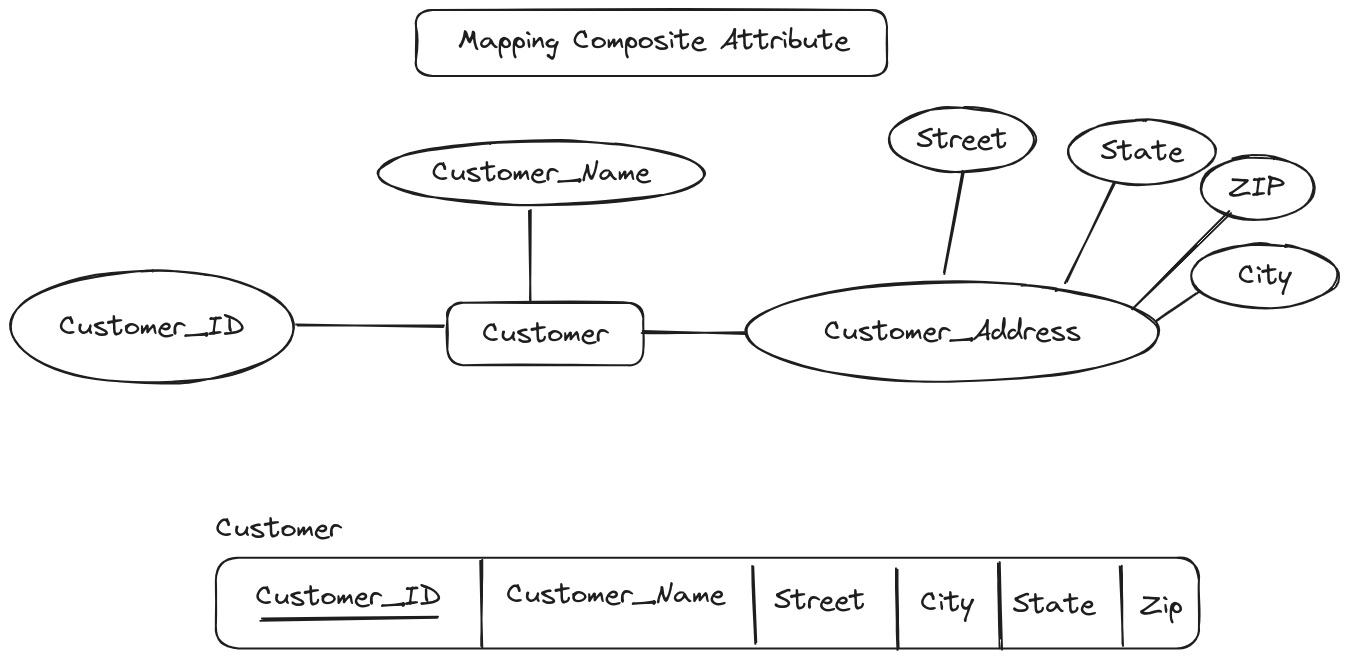 Mapping Composite Attribute
Street
State
Customer_Name
ZIP
City
Customer_ID
Customer
Customer_Address
Customer
Customer_ID
Customer_Name
Street
City
State
Zip